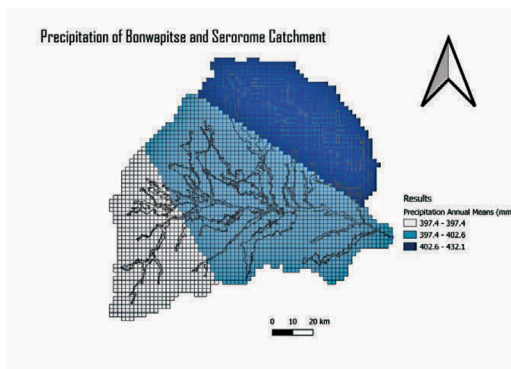 Precipitation of Bonwapitse and Serorome Catchment
Results
Precipitation Annual Means (mm
397.4 - 397.4
397.4 - 402.6
402.6 - 432.1
0 10 20 km